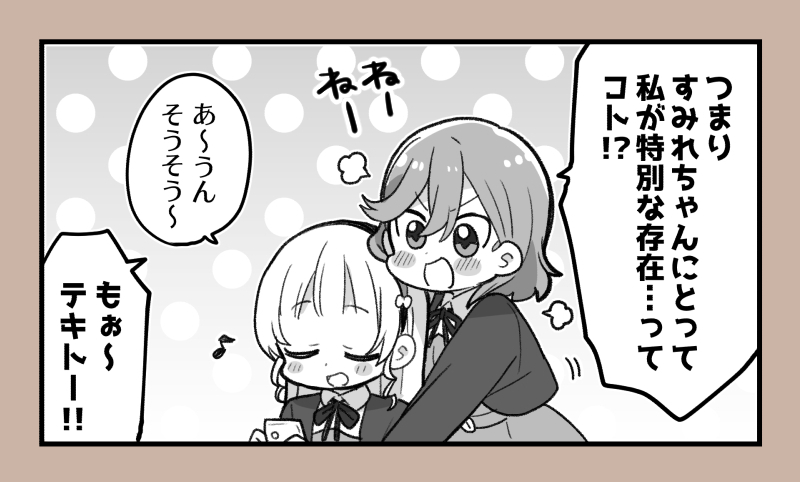 つまり
すみれちゃんにとって
私が特別な存在…って
コト!?
ねー
ねー
あ～うん
そうそう～
もぉ～
テキトー!!